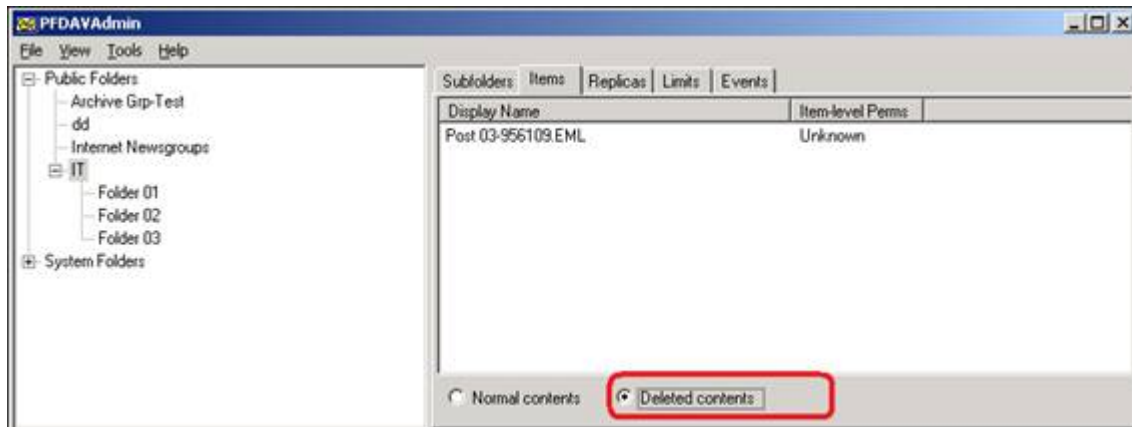 PFDAVAdmin
File View Tools Help
Public Folders
Archive Grp-Test
dd
Internet Newsgroups
IT
Folder 01
Folder 02
Folder 03
System Folders
Subfolders Items Replicas Limits Events
Display Name Item-level Perms
Post 03-956109.EML Unknown
Normal contents Deleted contents